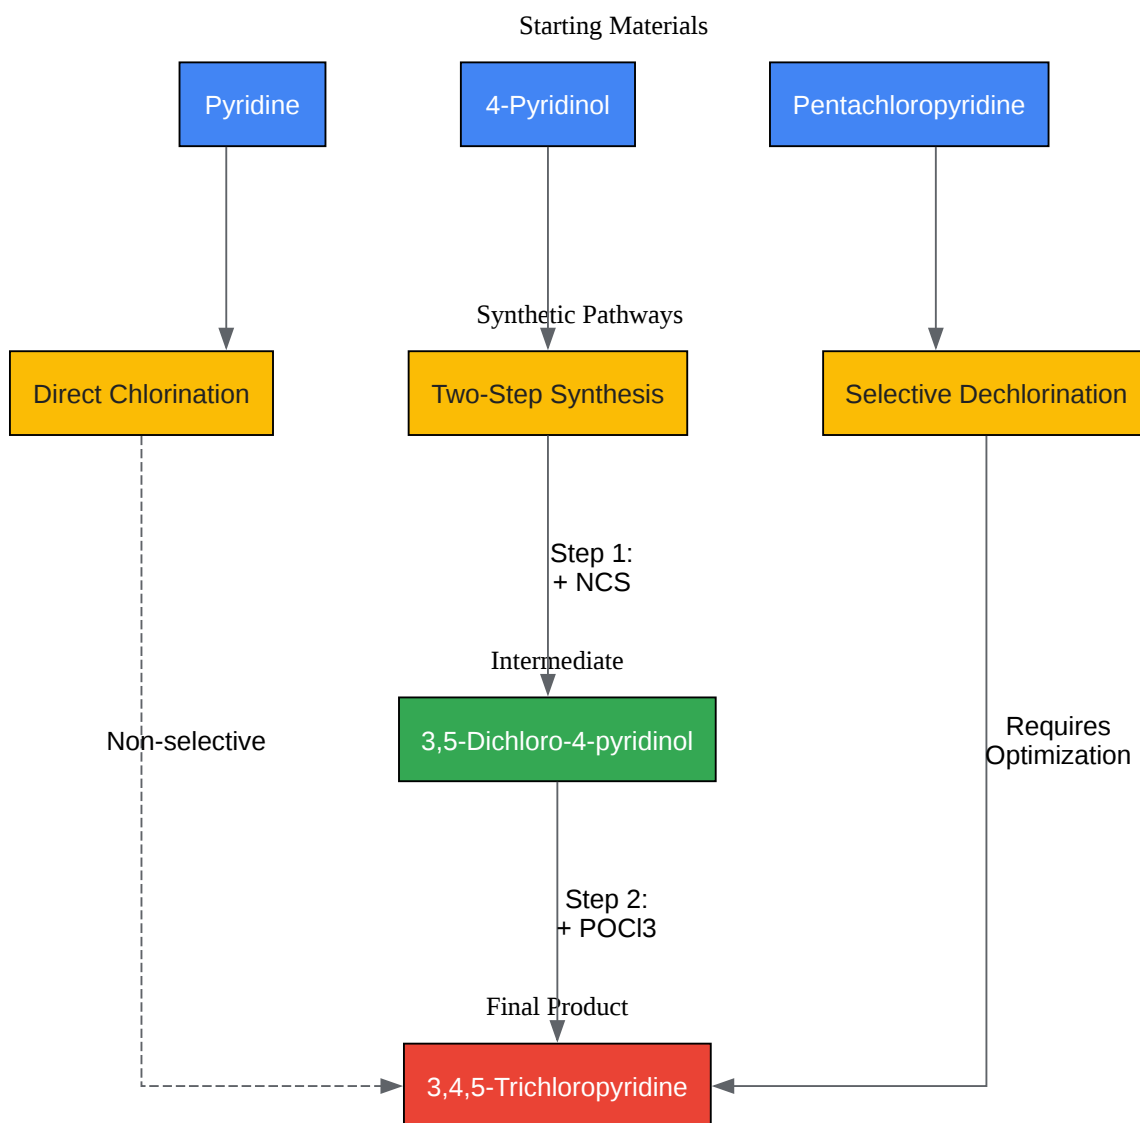 Starting Materials
Pyridine
4-Pyridinol
Pentachloropyridine
Synthetic Pathways
Direct Chlorination
Two-Step Synthesis
Selective Dechlorination
Step 1:
+ NCS
Intermediate
3,5-Dichloro-4-pyridinol
Non-selective
Requires
Optimization
Step 2:
+ POCl3
Final Product
3,4,5-Trichloropyridine